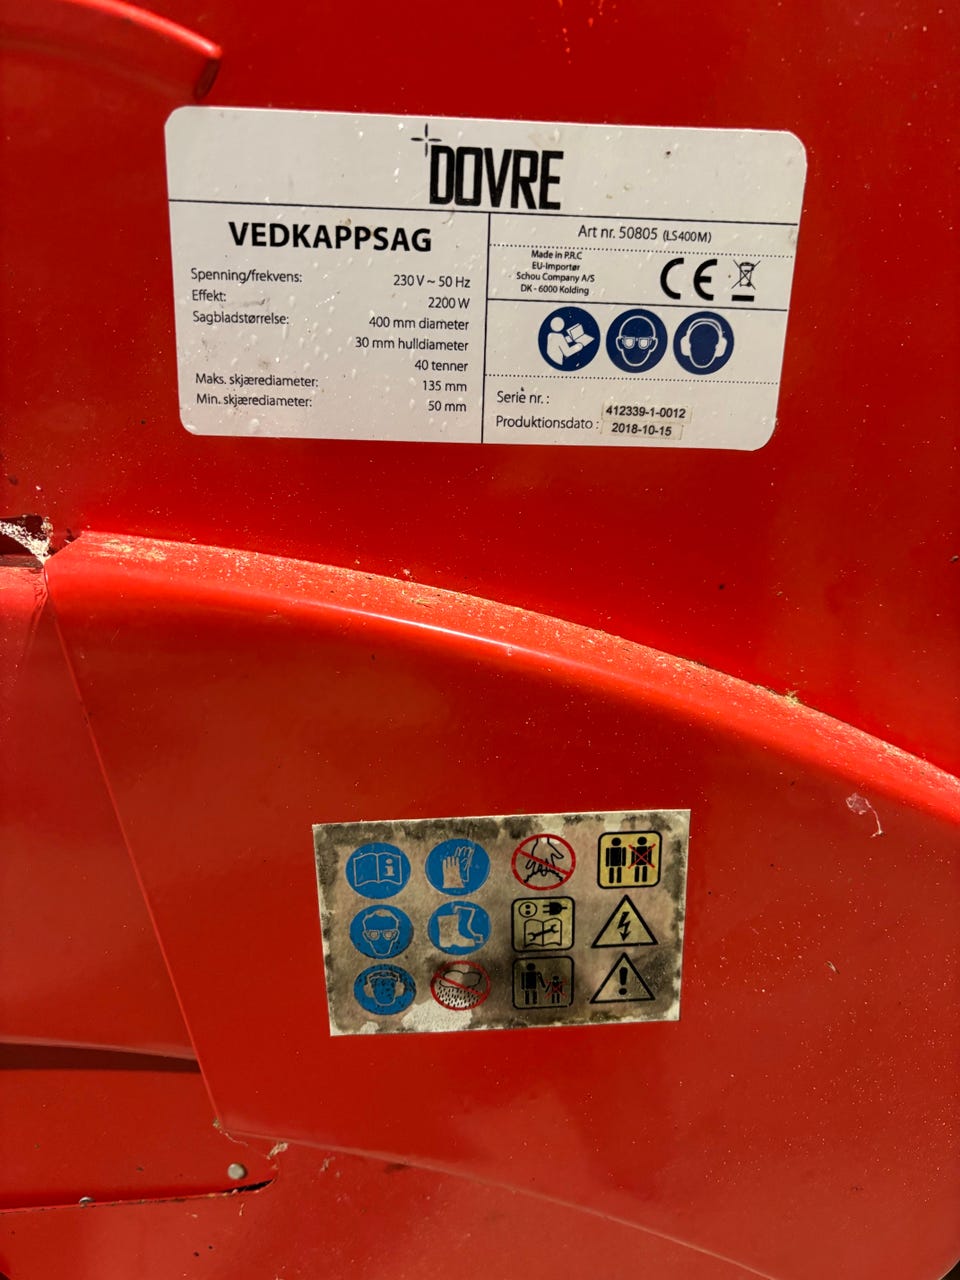 DOVRE
VEDKAPPSAG
Spenning/frekvens: 230 V ~ 50 Hz
Effekt: 2200 W
Sagbladstørrelse: 400 mm diameter
30 mm hulldiameter
40 tenner
Maks. skjærediameter: 135 mm
Min. skjærediameter: 50 mm
Art nr. 50805 (LS400M)
Made in P.R.C
EU-Importør
Schou Company A/S
DK - 6000 Kolding
CE
Serie nr. : 412339-1-0012
Produktionsdato : 2018-10-15